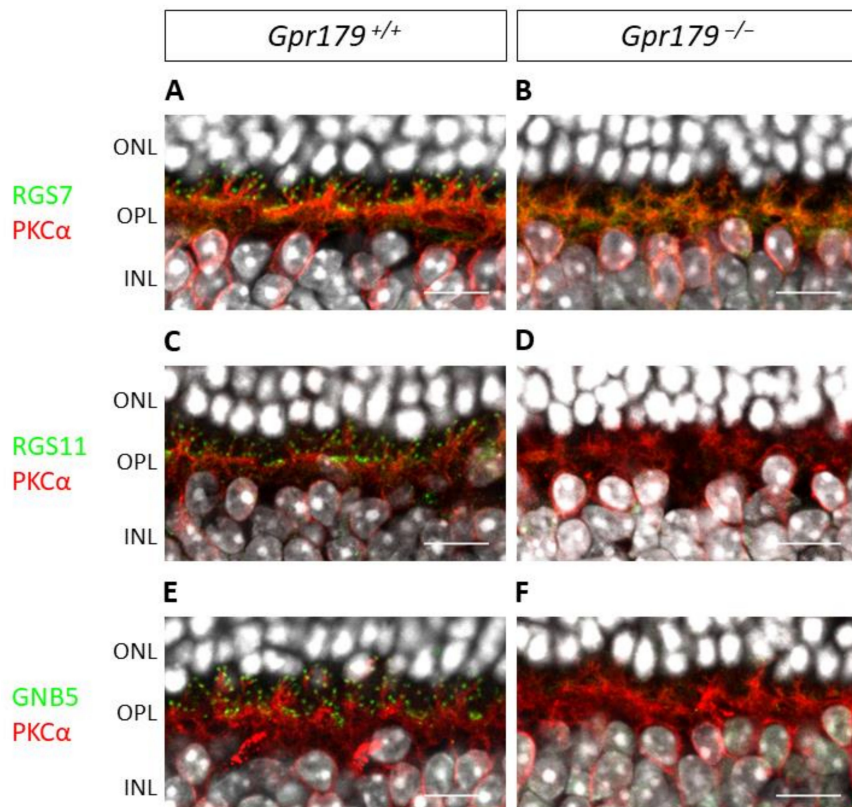 Gpr179 +/+
Gpr179 –/–
A
B
ONL
RGS7
OPL
PKCα
INL
C
D
ONL
RGS11
OPL
PKCα
INL
E
F
ONL
GNB5
OPL
PKCα
INL